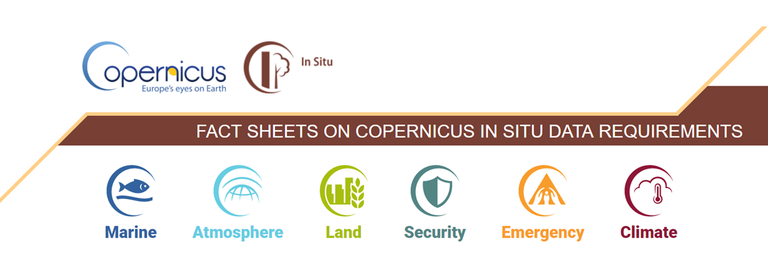 Copernicus
Europe's eyes on Earth
In Situ
FACT SHEETS ON COPERNICUS IN SITU DATA REQUIREMENTS
Marine Atmosphere Land Security Emergency Climate